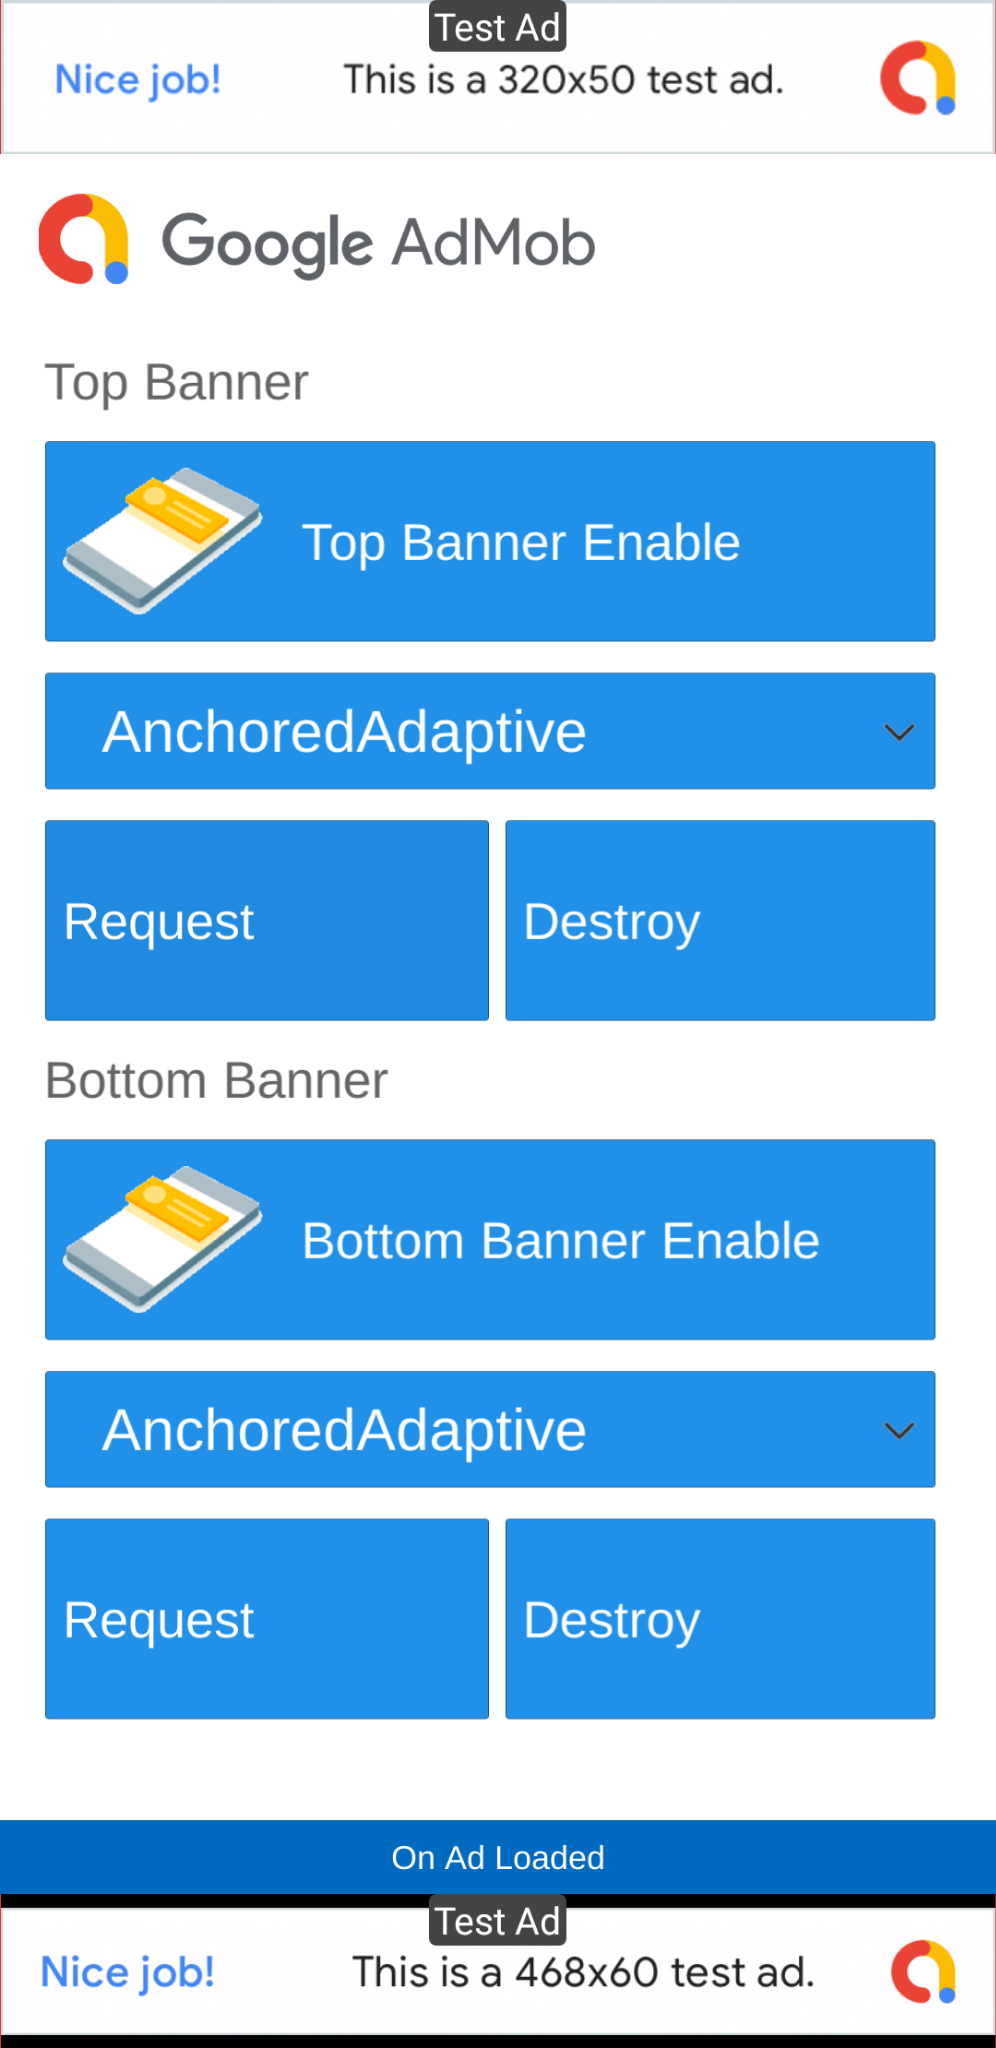 Test Ad
Nice job! This is a 320x50 test ad.
Google AdMob
Top Banner
Top Banner Enable
AnchoredAdaptive
Request Destroy
Bottom Banner
Bottom Banner Enable
AnchoredAdaptive
Request Destroy
On Ad Loaded
Test Ad
Nice job! This is a 468x60 test ad.